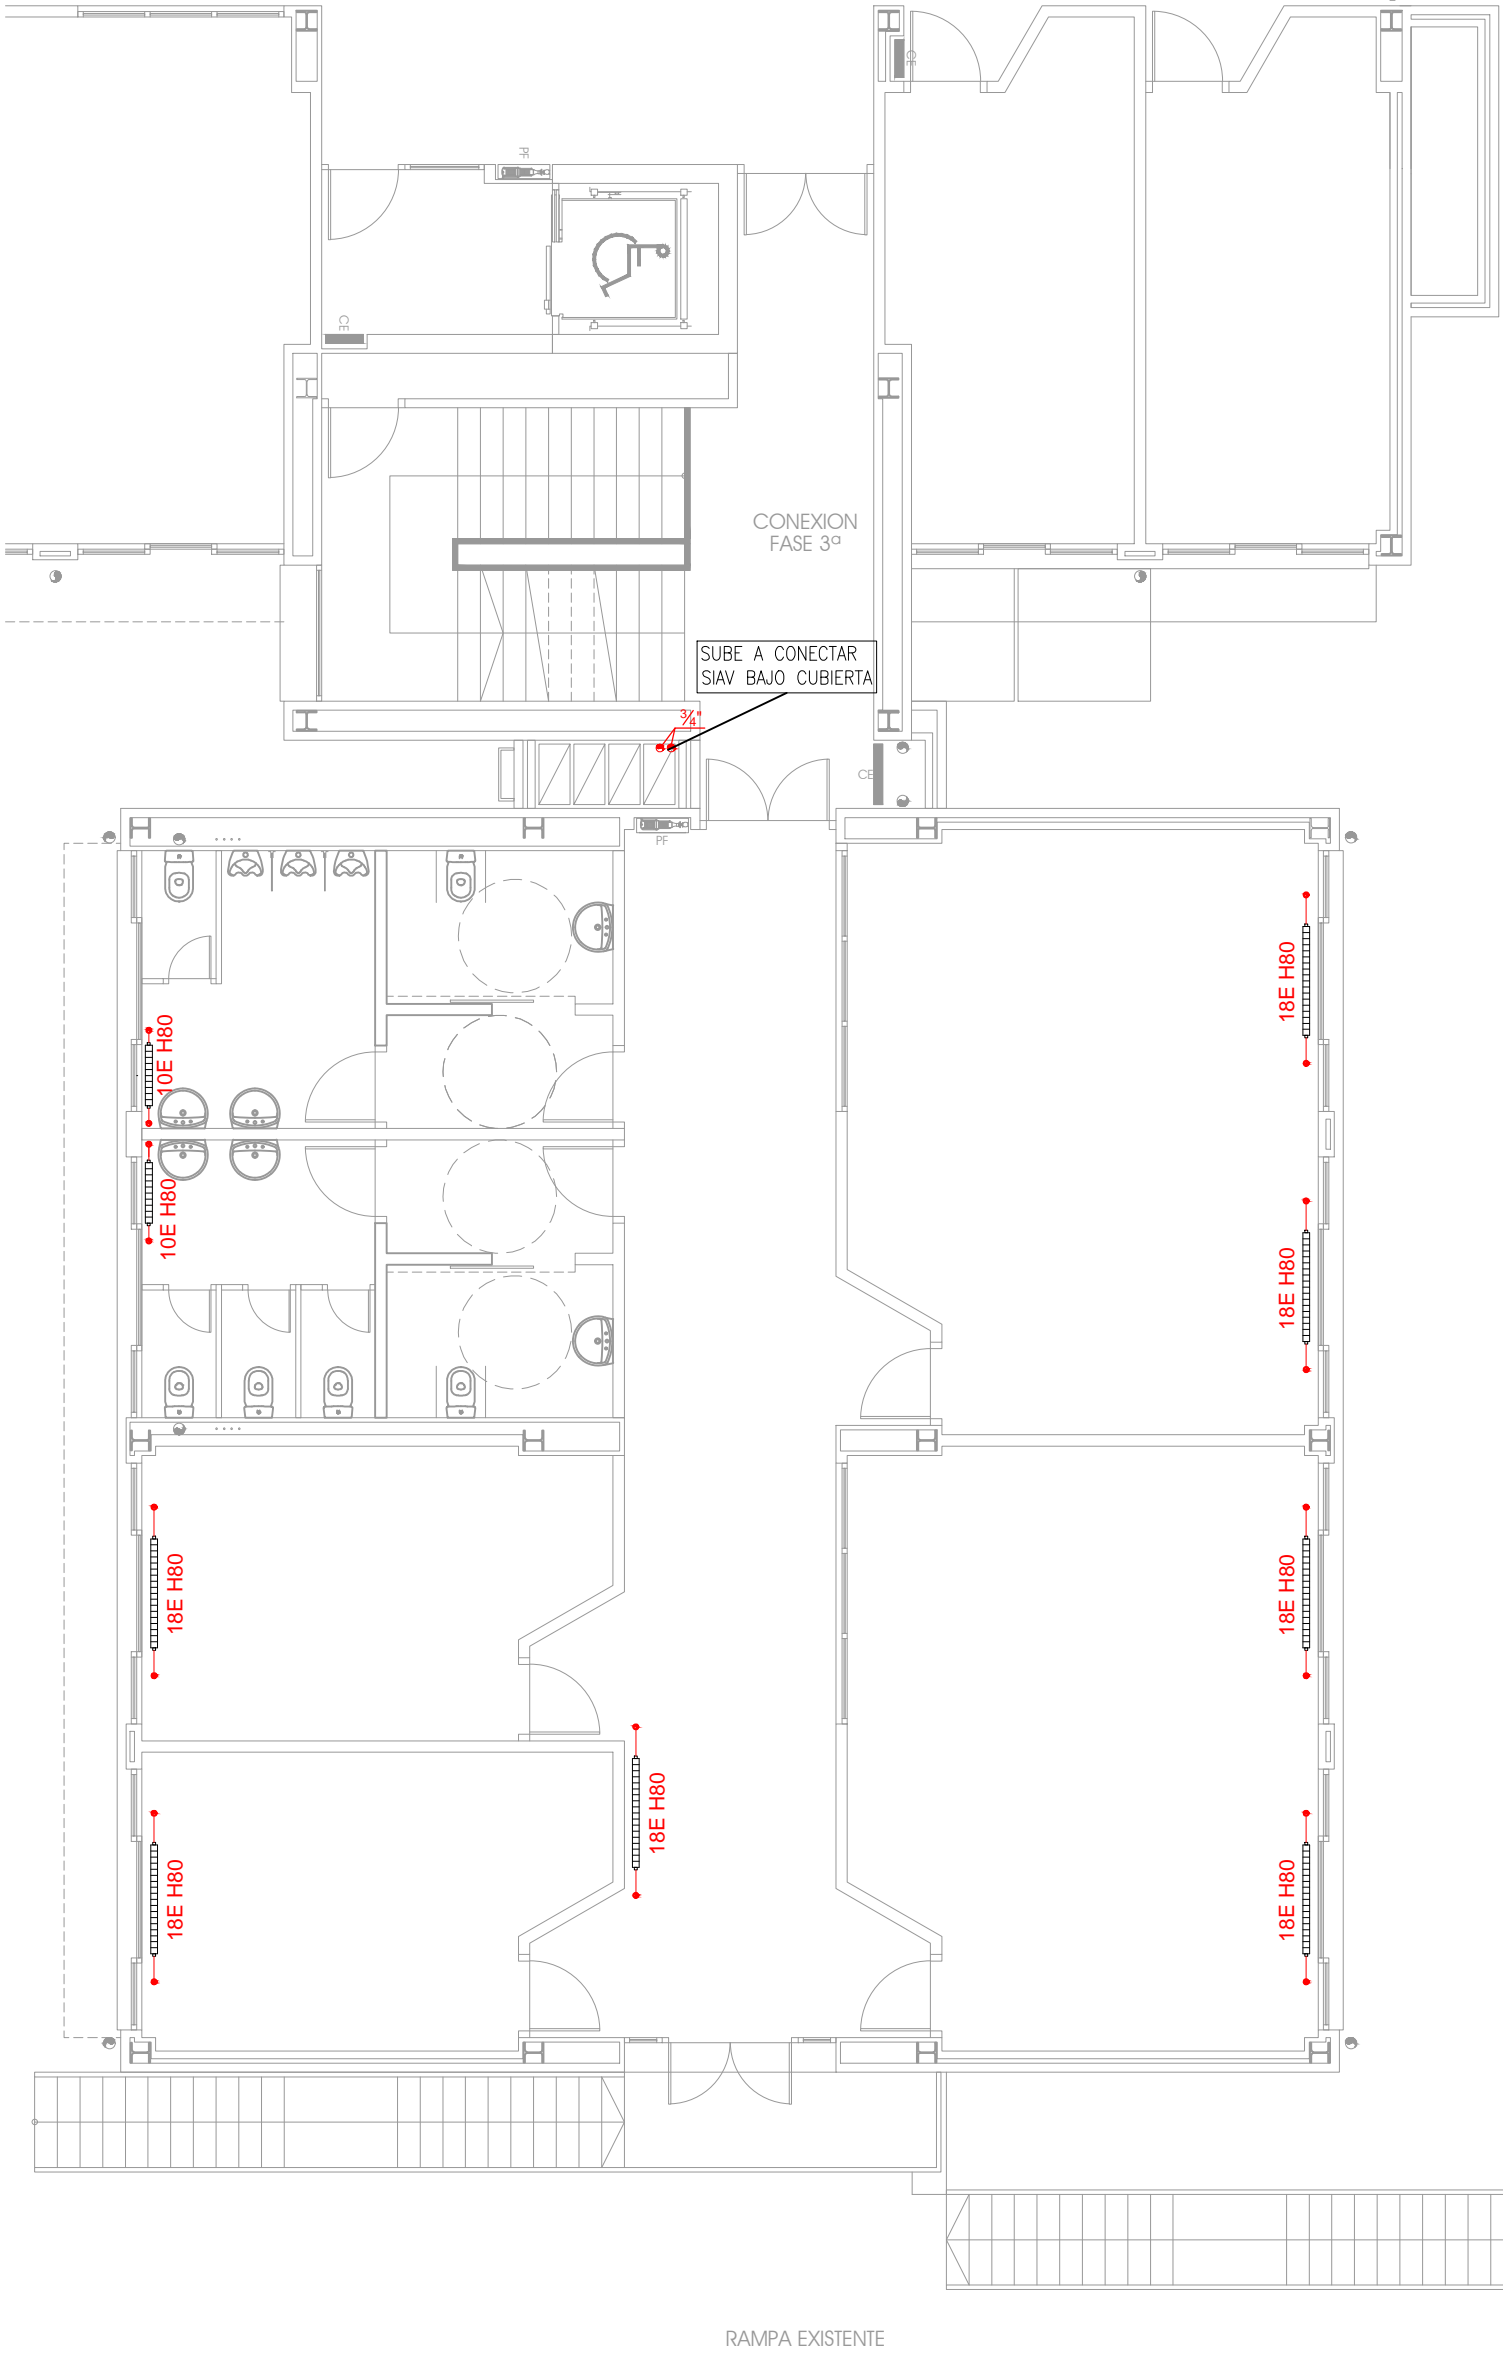 CE
PF
CE
CONEXION
FASE 3ª
SUBE A CONECTAR
SIAV BAJO CUBIERTA
3/4"
CE
PF
18E H80
10E H80
10E H80
18E H80
18E H80
18E H80
18E H80
18E H80
18E H80
RAMPA EXISTENTE